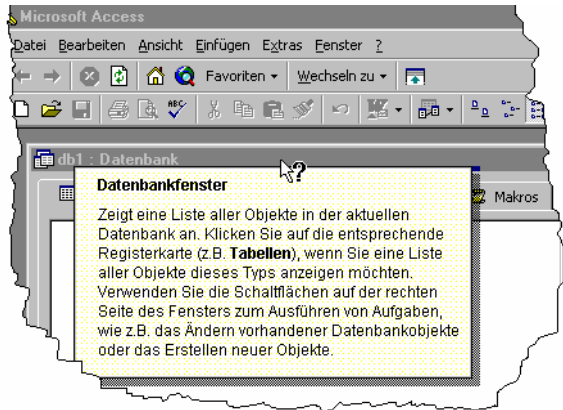 Microsoft Access
Datei Bearbeiten Ansicht Einfügen Extras Fenster ?
Favoriten Wechseln zu
ABC
db1 : Datenbank
Makros
Datenbankfenster
Zeigt eine Liste aller Objekte in der aktuellen
Datenbank an. Klicken Sie auf die entsprechende
Registerkarte (z.B. Tabellen), wenn Sie eine Liste
aller Objekte dieses Typs anzeigen möchten.
Verwenden Sie die Schaltflächen auf der rechten
Seite des Fensters zum Ausführen von Aufgaben,
wie z.B. das Ändern vorhandener Datenbankobjekte
oder das Erstellen neuer Objekte.